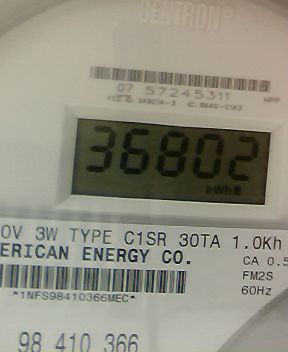 CENTRON®
07 57245311
36802
kWh
0V 3W TYPE C1SR 30TA 1.0Kh
ERICAN ENERGY CO.
CA 0.5
FM2S
*1NFS98410366MEC*
60Hz
98 410 366